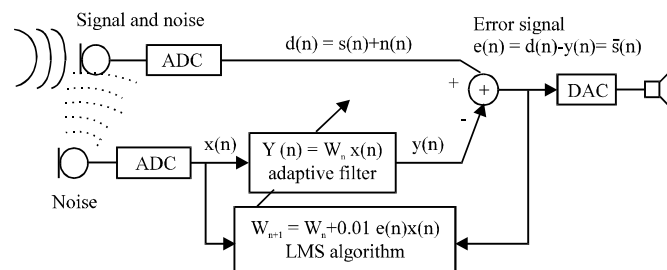 Signal and noise
Error signal
d(n) = s(n)+n(n)
e(n) = d(n)-y(n)= s̄(n)
ADC
+
+
DAC
-
x(n)
Y (n) = Wₙ x(n)
y(n)
ADC
adaptive filter
Noise
Wₙ₊₁ = Wₙ+0.01 e(n)x(n)
LMS algorithm